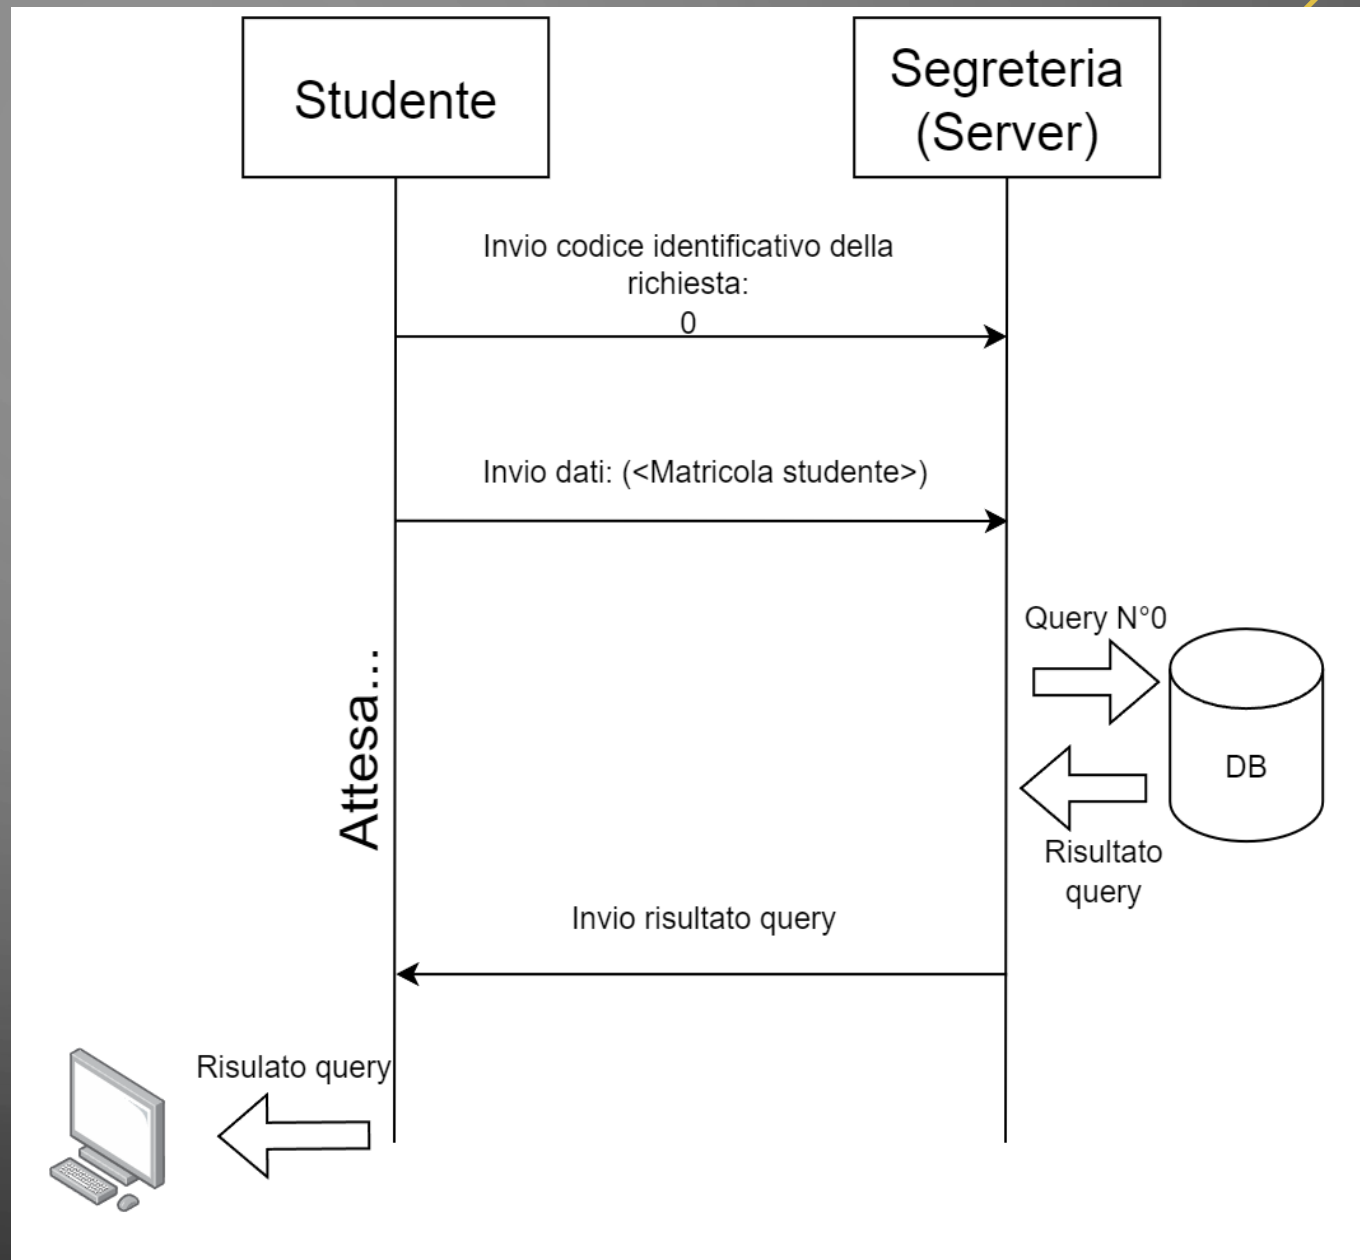 Studente
Segreteria
(Server)
Invio codice identificativo della
richiesta:
0
Invio dati: (<Matricola studente>)
Query N°0
DB
Attesa...
Risultato
query
Invio risultato query
Risulato query